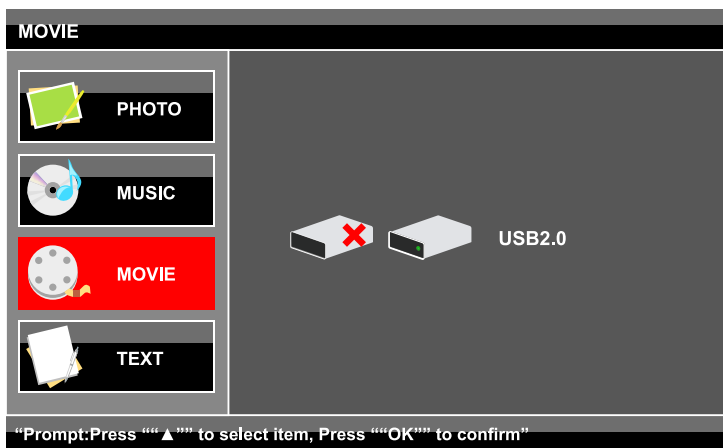 MOVIE
PHOTO
MUSIC
MOVIE
TEXT
USB2.0
“Prompt:Press ““▲”” to select item, Press ““OK”” to confirm”